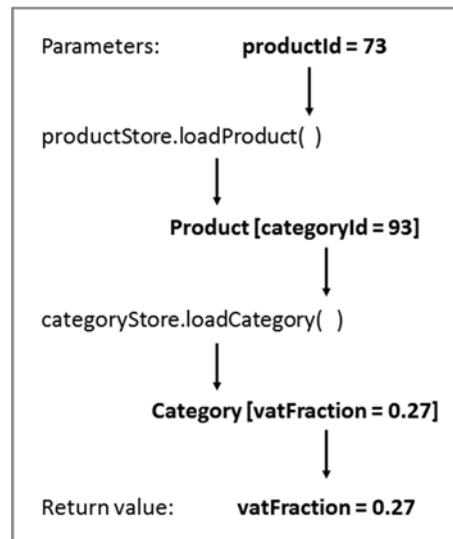 Parameters: productId = 73
productStore.loadProduct( )
Product [categoryId = 93]
categoryStore.loadCategory( )
Category [vatFraction = 0.27]
Return value: vatFraction = 0.27